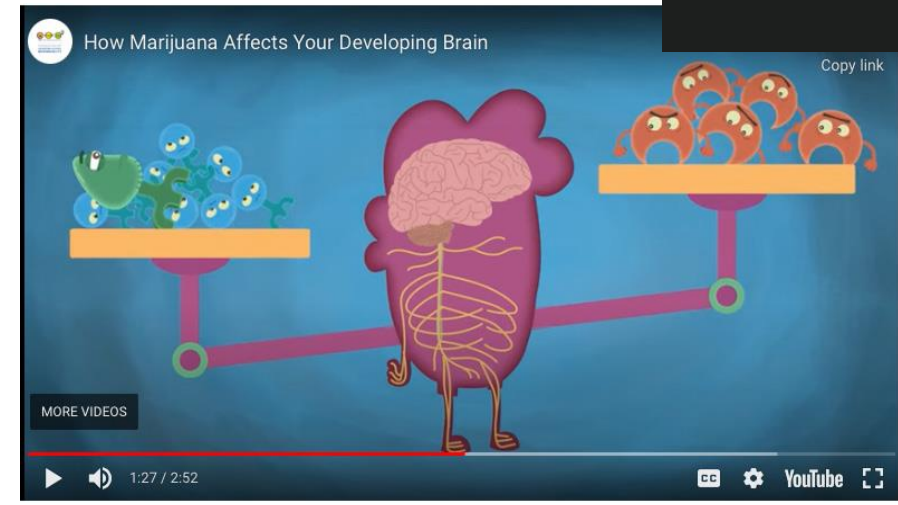 How Marijuana Affects Your Developing Brain
Copy link
MORE VIDEOS
1:27 / 2:52
CC
YouTube